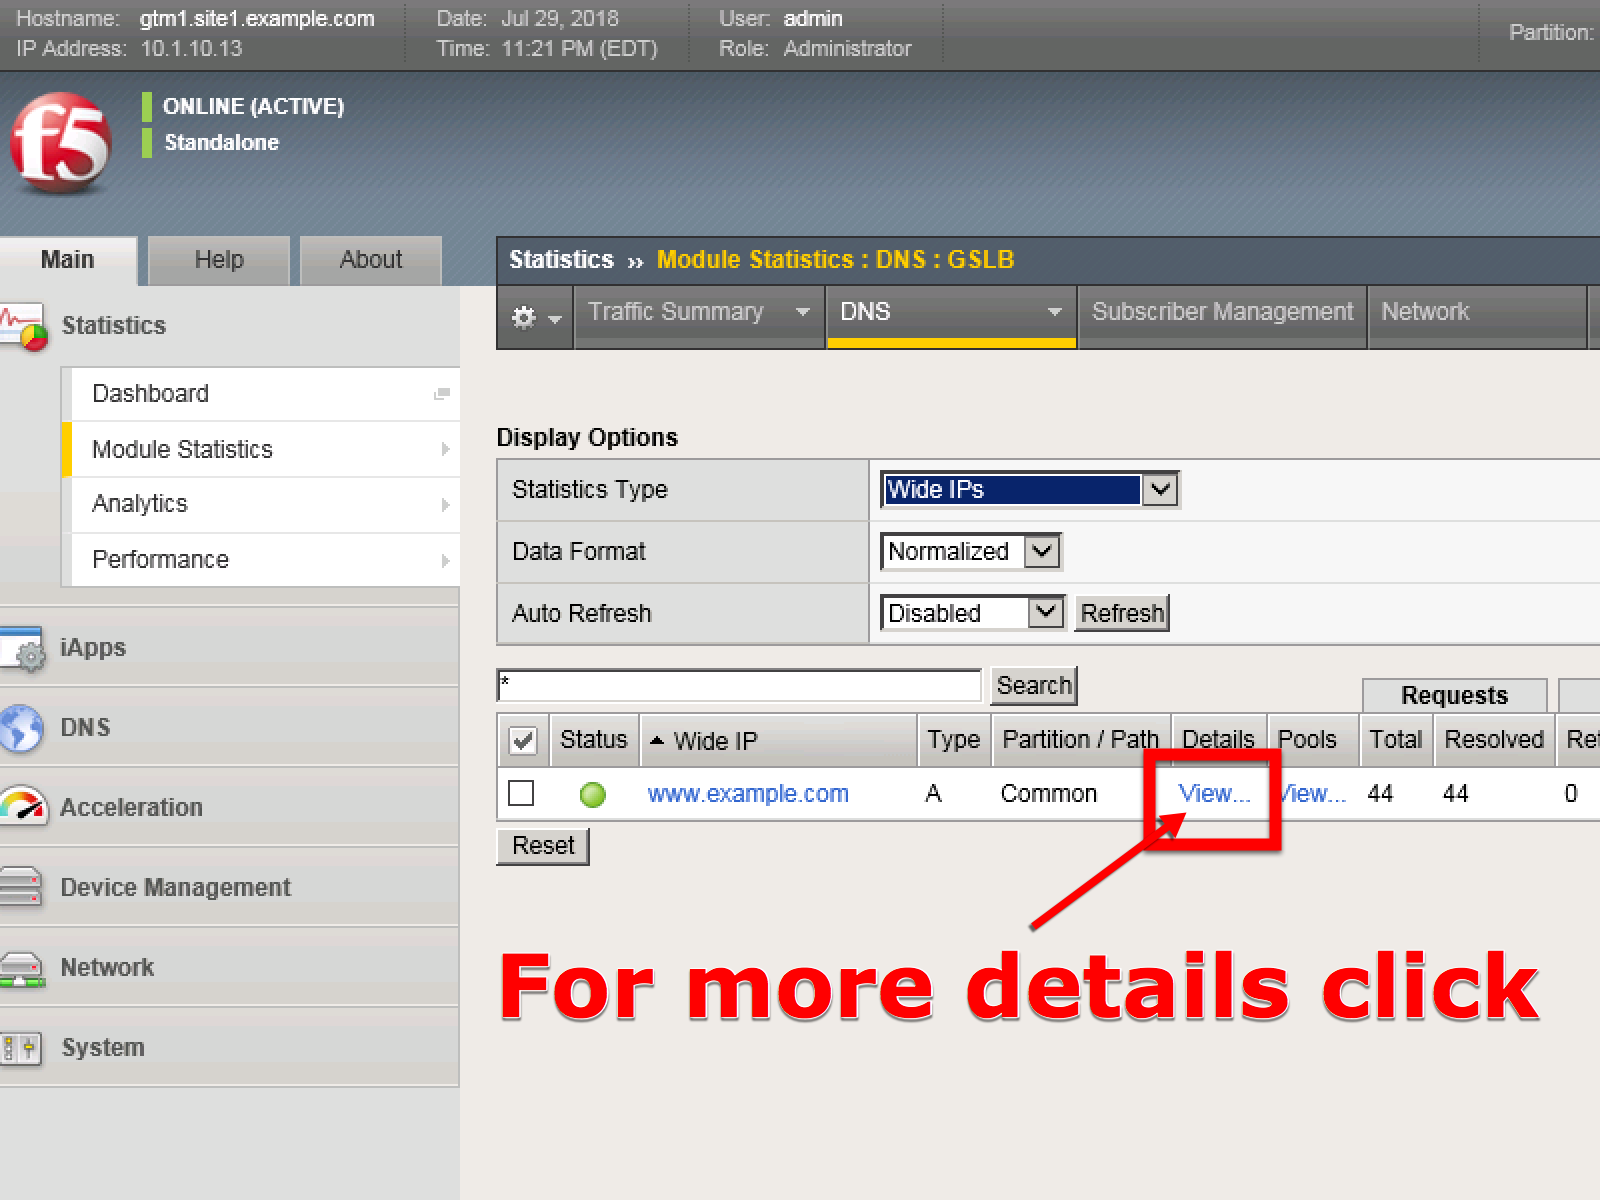 Hostname: gtm1.site1.example.com Date: Jul 29, 2018 User: admin
IP Address: 10.1.10.13 Time: 11:21 PM (EDT) Role: Administrator
Partition:
f5
ONLINE (ACTIVE)
Standalone
Main Help About
Statistics
Dashboard
Module Statistics
Analytics
Performance
iApps
DNS
Acceleration
Device Management
Network
System
Statistics ›› Module Statistics : DNS : GSLB
Traffic Summary DNS Subscriber Management Network
Display Options
Statistics Type Wide IPs
Data Format Normalized
Auto Refresh Disabled Refresh
* Search
Requests
Status Wide IP Type Partition / Path Details Pools Total Resolved
www.example.com A Common View... View... 44 44 0
Reset
For more details click